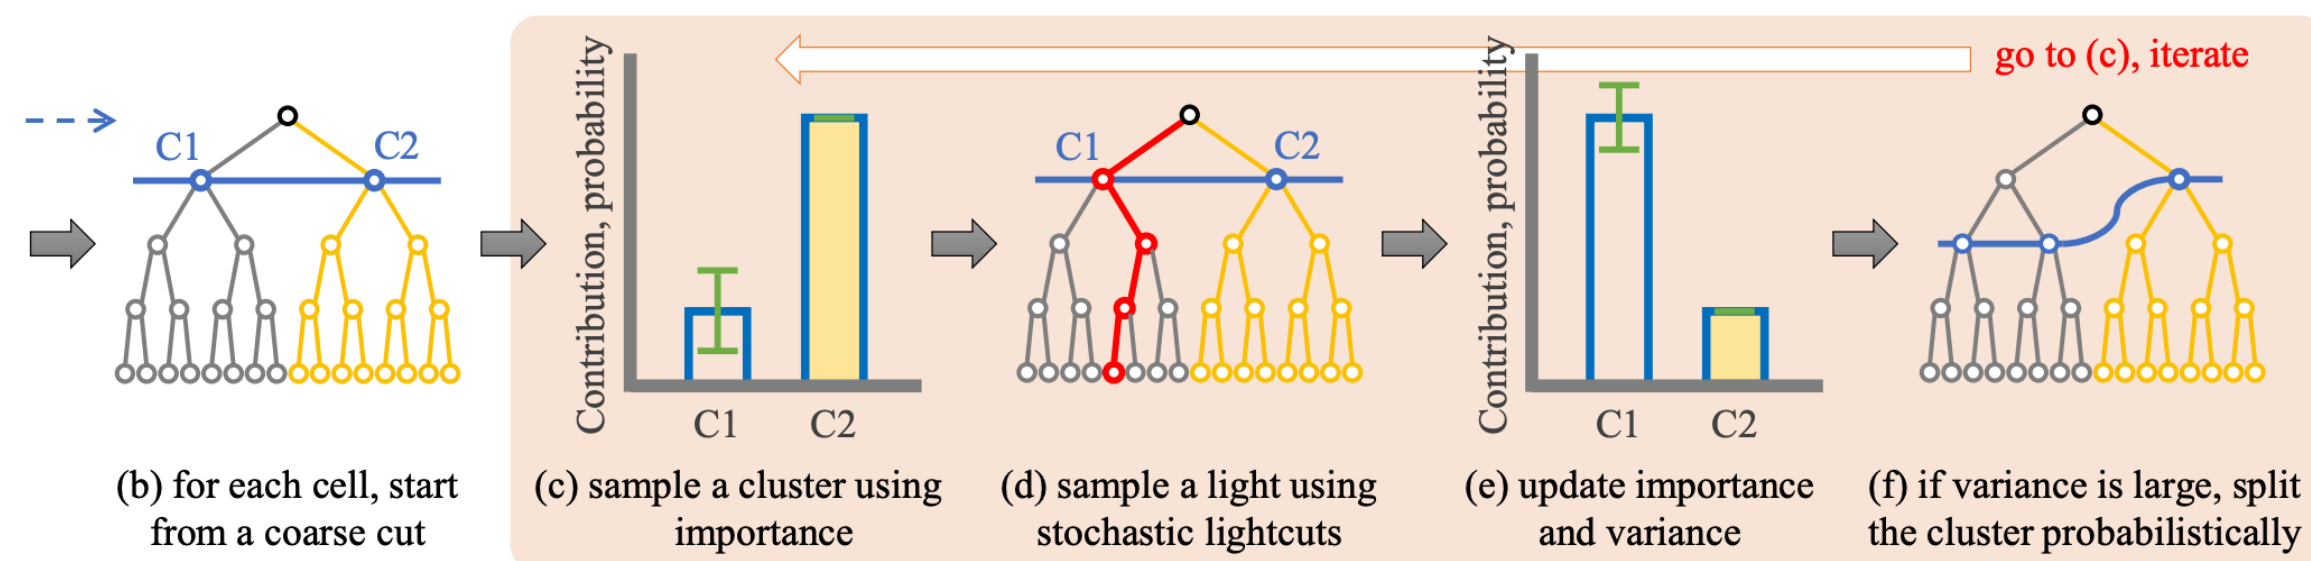 go to (c), iterate
C1
C2
Contribution, probability
C1
C2
C1
C2
Contribution, probability
C1
C2
(b) for each cell, start
from a coarse cut
(c) sample a cluster using
importance
(d) sample a light using
stochastic lightcuts
(e) update importance
and variance
(f) if variance is large, split
the cluster probabilistically